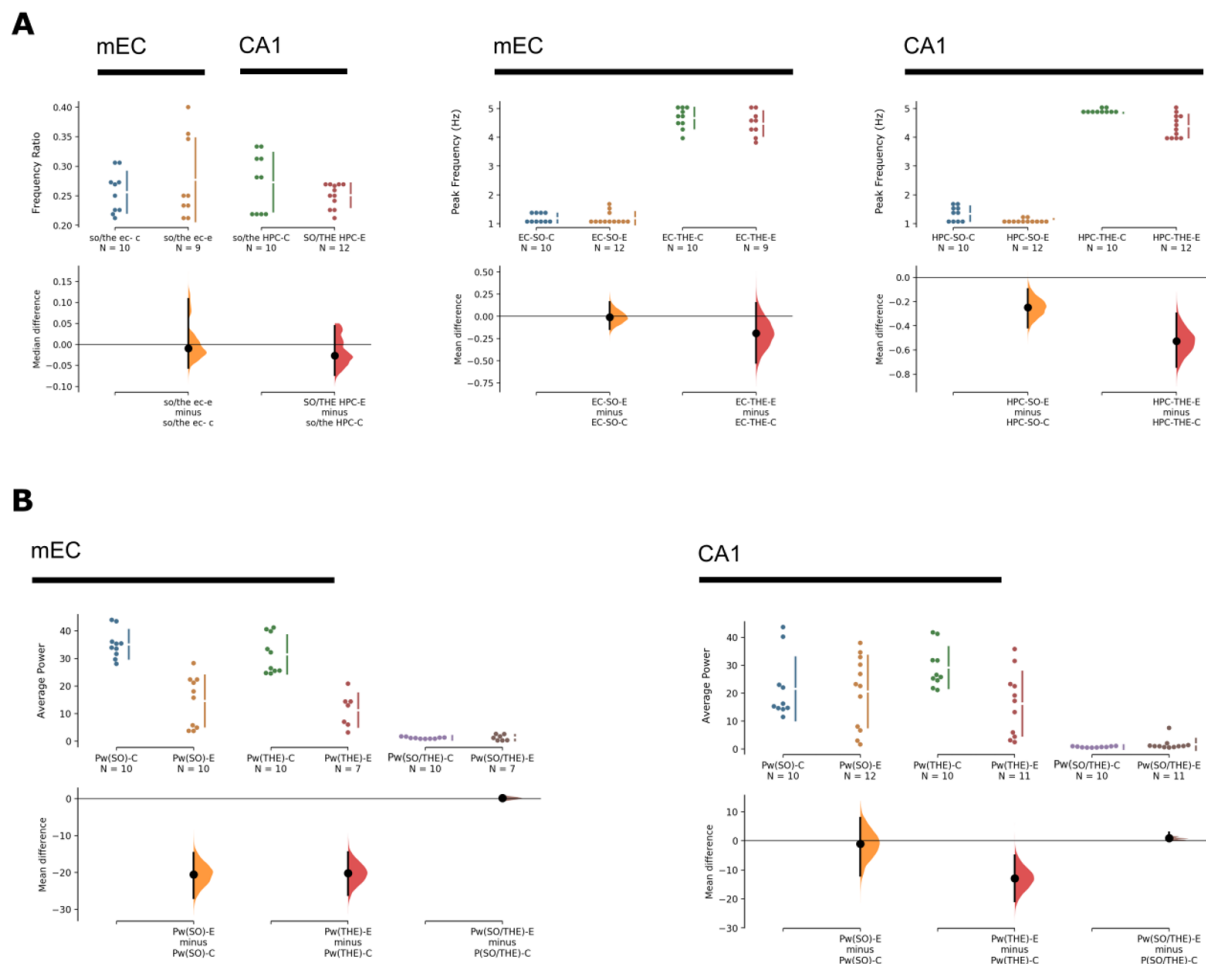 A
mEC
CA1
mEC
CA1
Frequency Ratio
0.40
0.35
0.30
0.25
0.20
so/the ec- c
N = 10
so/the ec-e
N = 9
so/the HPC-C
N = 10
SO/THE HPC-E
N = 12
Median difference
0.15
0.10
0.05
0.00
−0.05
−0.10
so/the ec-e
minus
so/the ec- c
SO/THE HPC-E
minus
so/the HPC-C
Peak Frequency (Hz)
5
4
3
2
1
EC-SO-C
N = 10
EC-SO-E
N = 12
EC-THE-C
N = 10
EC-THE-E
N = 9
Mean difference
0.50
0.25
0.00
−0.25
−0.50
−0.75
EC-SO-E
minus
EC-SO-C
EC-THE-E
minus
EC-THE-C
Peak Frequency (Hz)
5
4
3
2
1
HPC-SO-C
N = 10
HPC-SO-E
N = 12
HPC-THE-C
N = 10
HPC-THE-E
N = 12
Mean difference
0.0
−0.2
−0.4
−0.6
−0.8
HPC-SO-E
minus
HPC-SO-C
HPC-THE-E
minus
HPC-THE-C
B
mEC
CA1
Average Power
40
30
20
10
0
Pw(SO)-C
N = 10
Pw(SO)-E
N = 10
Pw(THE)-C
N = 10
Pw(THE)-E
N = 7
Pw(SO/THE)-C
N = 10
Pw(SO/THE)-E
N = 7
Mean difference
0
−10
−20
−30
Pw(SO)-E
minus
Pw(SO)-C
Pw(THE)-E
minus
Pw(THE)-C
Pw(SO/THE)-E
minus
P(SO/THE)-C
Average Power
40
30
20
10
0
Pw(SO)-C
N = 10
Pw(SO)-E
N = 12
Pw(THE)-C
N = 10
Pw(THE)-E
N = 11
Pw(SO/THE)-C
N = 10
Pw(SO/THE)-E
N = 11
Mean difference
10
0
−10
−20
−30
Pw(SO)-E
minus
Pw(SO)-C
Pw(THE)-E
minus
Pw(THE)-C
Pw(SO/THE)-E
minus
P(SO/THE)-C